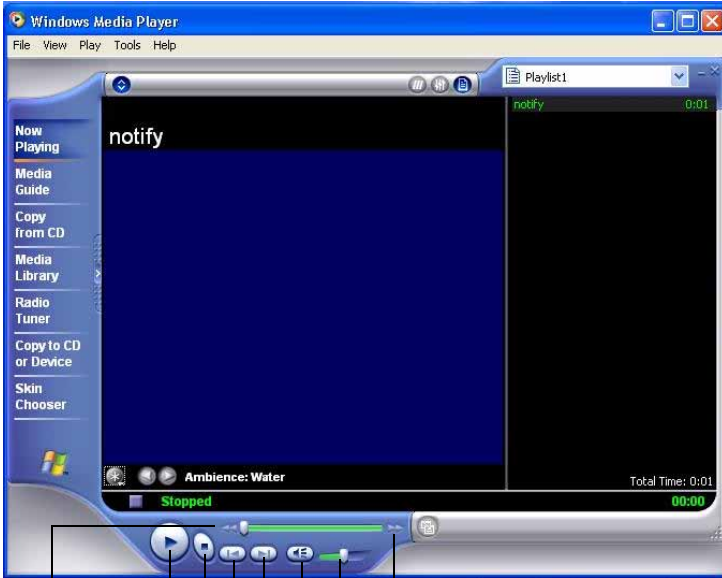 Windows Media Player
File View Play Tools Help
Playlist1
notify 0:01
notify
Now
Playing
Media
Guide
Copy
from CD
Media
Library
Radio
Tuner
Copy to CD
or Device
Skin
Chooser
Ambience: Water
Total Time: 0:01
Stopped 00:00